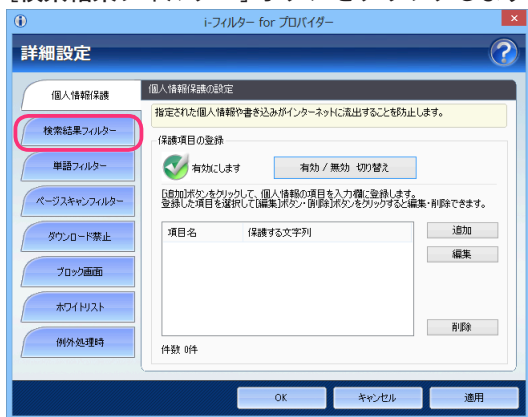 i-フィルター for プロバイダー
詳細設定
個人情報保護
検索結果フィルター
単語フィルター
ページスキャンフィルター
ダウンロード禁止
ブロック画面
ホワイトリスト
例外処理時
個人情報保護の設定
指定された個人情報や書き込みがインターネットに流出することを防止します。
保護項目の登録
有効にします
有効 / 無効 切り替え
[追加]ボタンをクリックして、個人情報の項目を入力欄に登録します。
登録した項目を選択して[編集]ボタン・[削除]ボタンをクリックすると編集・削除できます。
項目名 保護する文字列
追加
編集
削除
件数 0件
OK キャンセル 適用